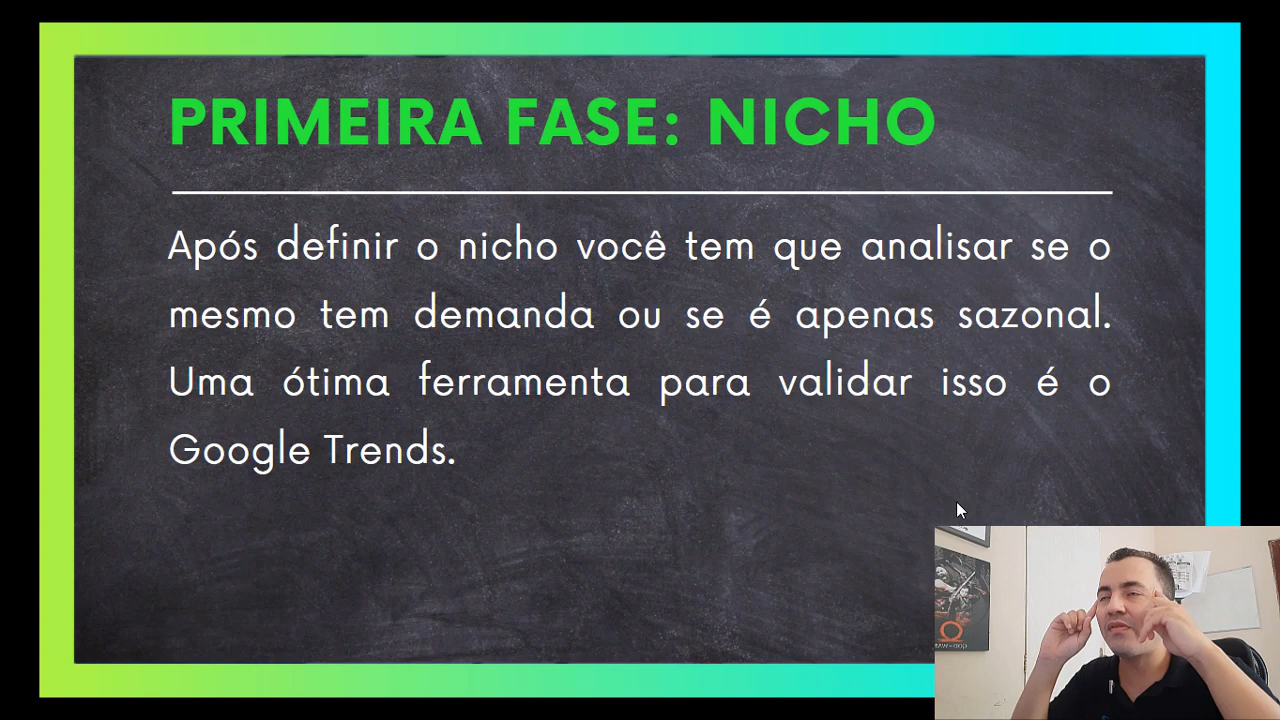 PRIMEIRA FASE: NICHO
Após definir o nicho você tem que analisar se o
mesmo tem demanda ou se é apenas sazonal.
Uma ótima ferramenta para validar isso é o
Google Trends.